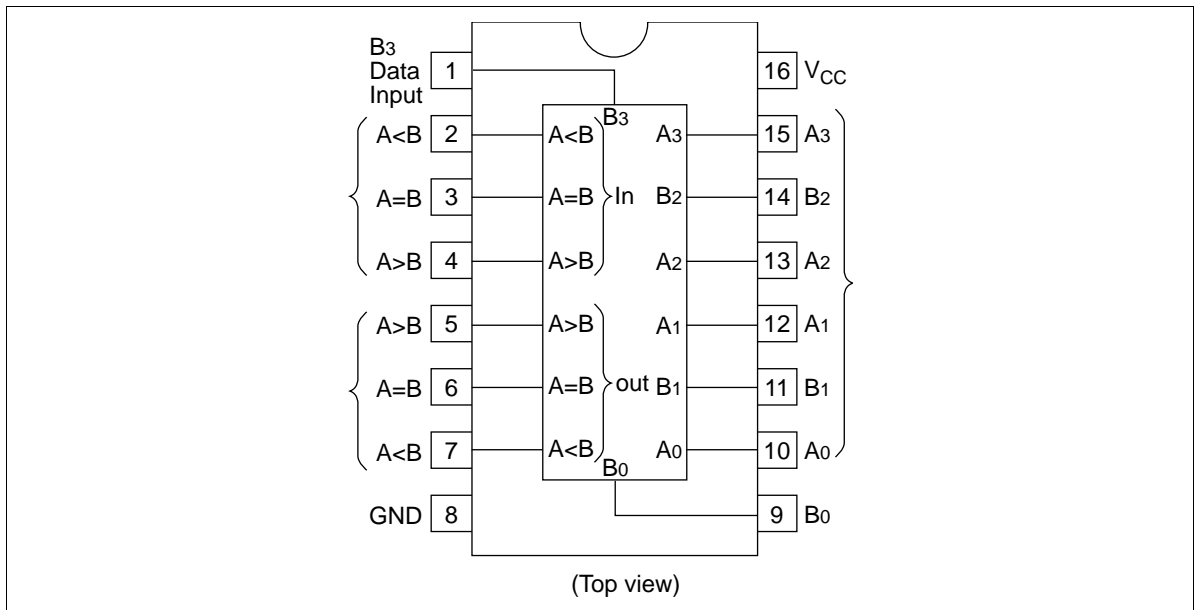 B3
Data
Input
1
16 VCC
B3
A<B 2 A<B A3 15 A3
A=B 3 A=B In B2 14 B2
A>B 4 A>B A2 13 A2
A>B 5 A>B A1 12 A1
A=B 6 A=B out B1 11 B1
A<B 7 A<B A0 10 A0
B0
GND 8 9 B0
(Top view)